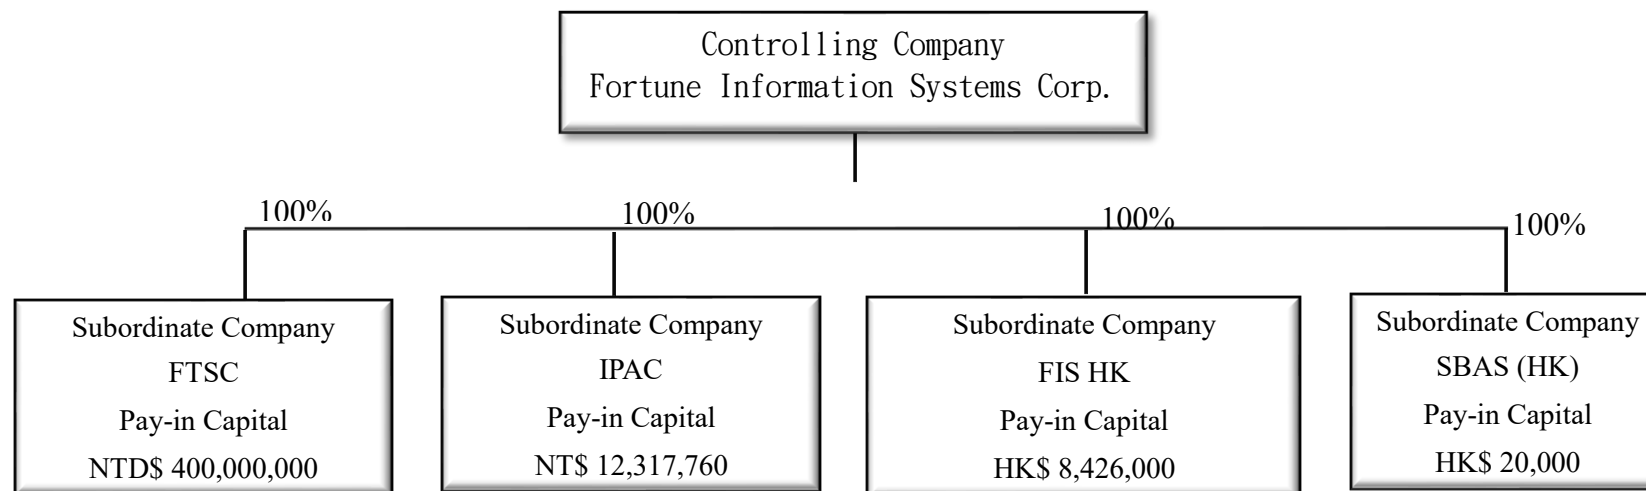 Controlling Company
Fortune Information Systems Corp.
100%
100%
100%
100%
Subordinate Company
FTSC
Pay-in Capital
NTD$ 400,000,000
Subordinate Company
IPAC
Pay-in Capital
NT$ 12,317,760
Subordinate Company
FIS HK
Pay-in Capital
HK$ 8,426,000
Subordinate Company
SBAS (HK)
Pay-in Capital
HK$ 20,000